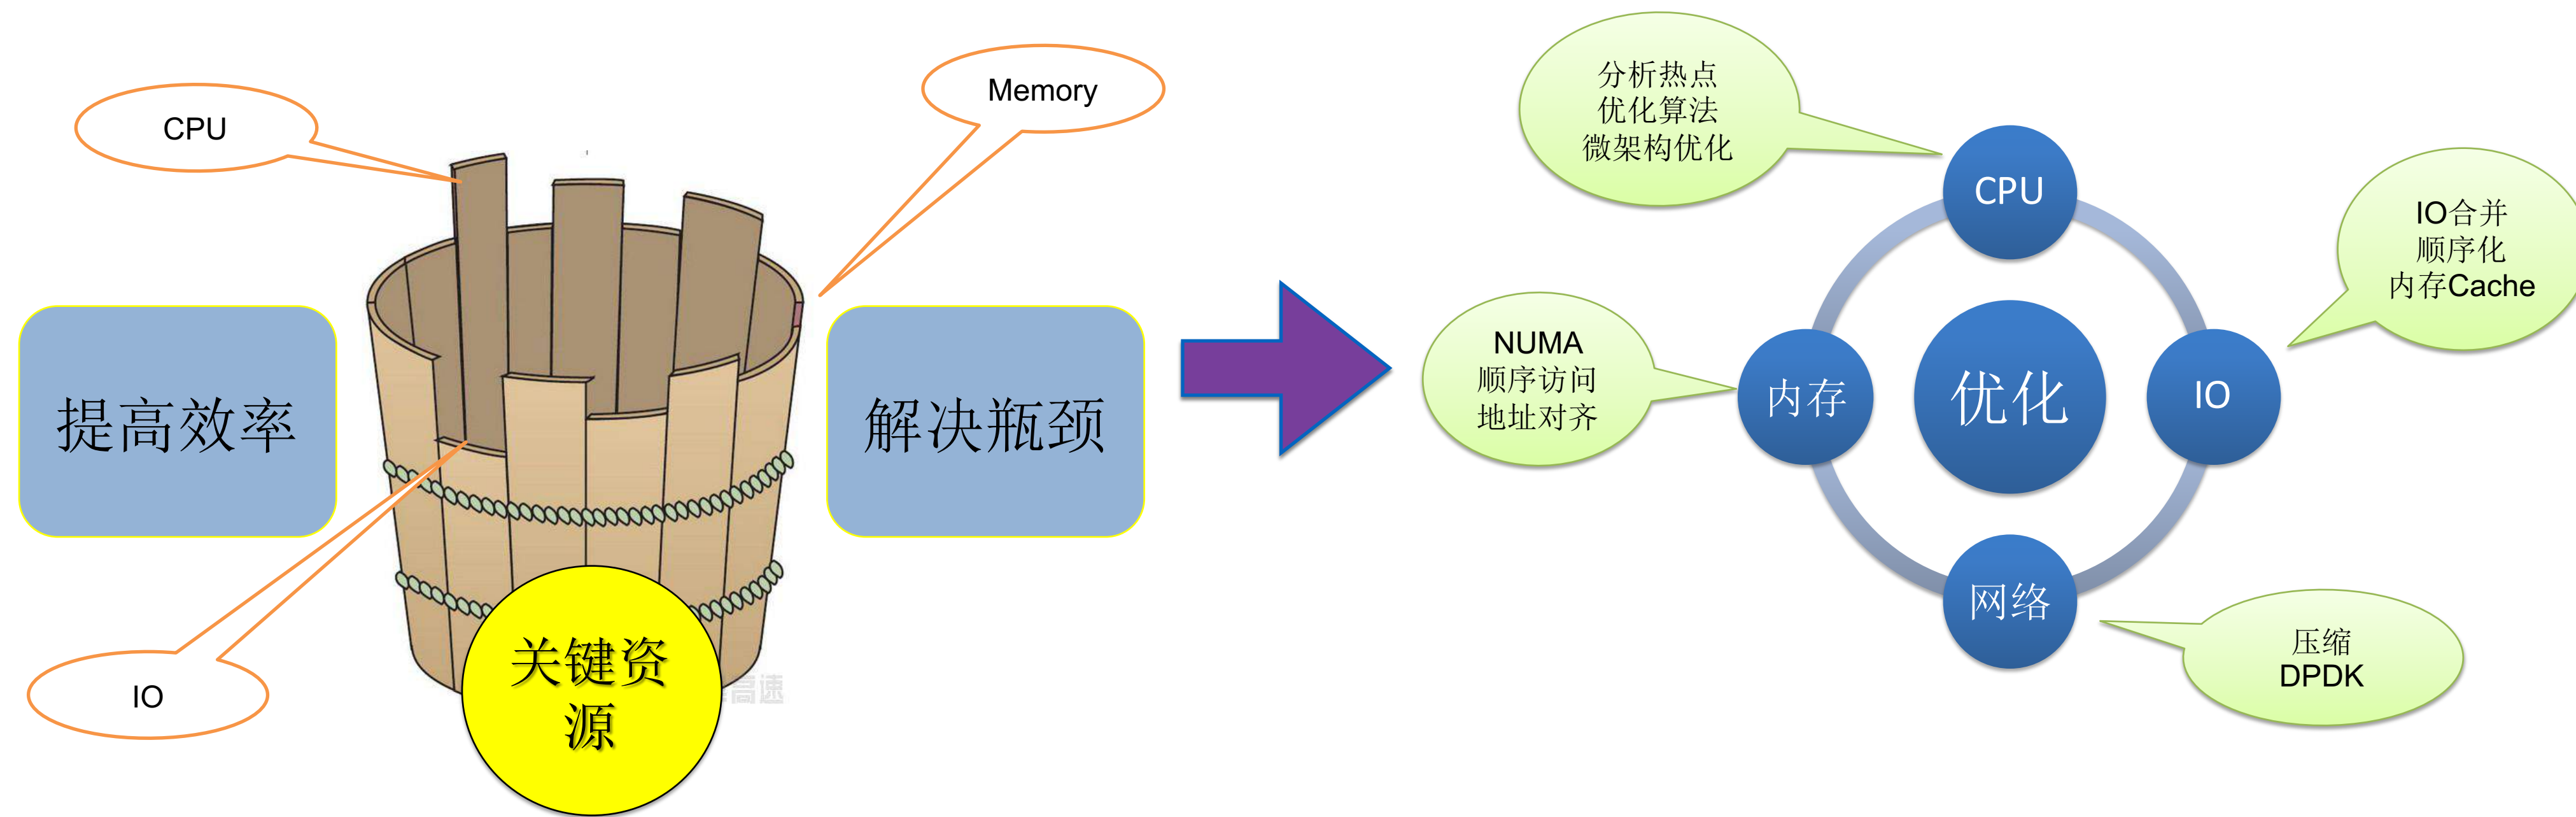 CPU
Memory
提高效率
解决瓶颈
IO
关键资
源
高速
分析热点
优化算法
微架构优化
CPU
IO合并
顺序化
内存Cache
NUMA
顺序访问
地址对齐
内存
优化
IO
网络
压缩
DPDK